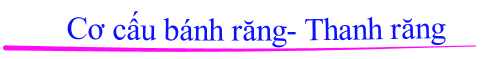 Cơ cấu bánh răng- Thanh răng